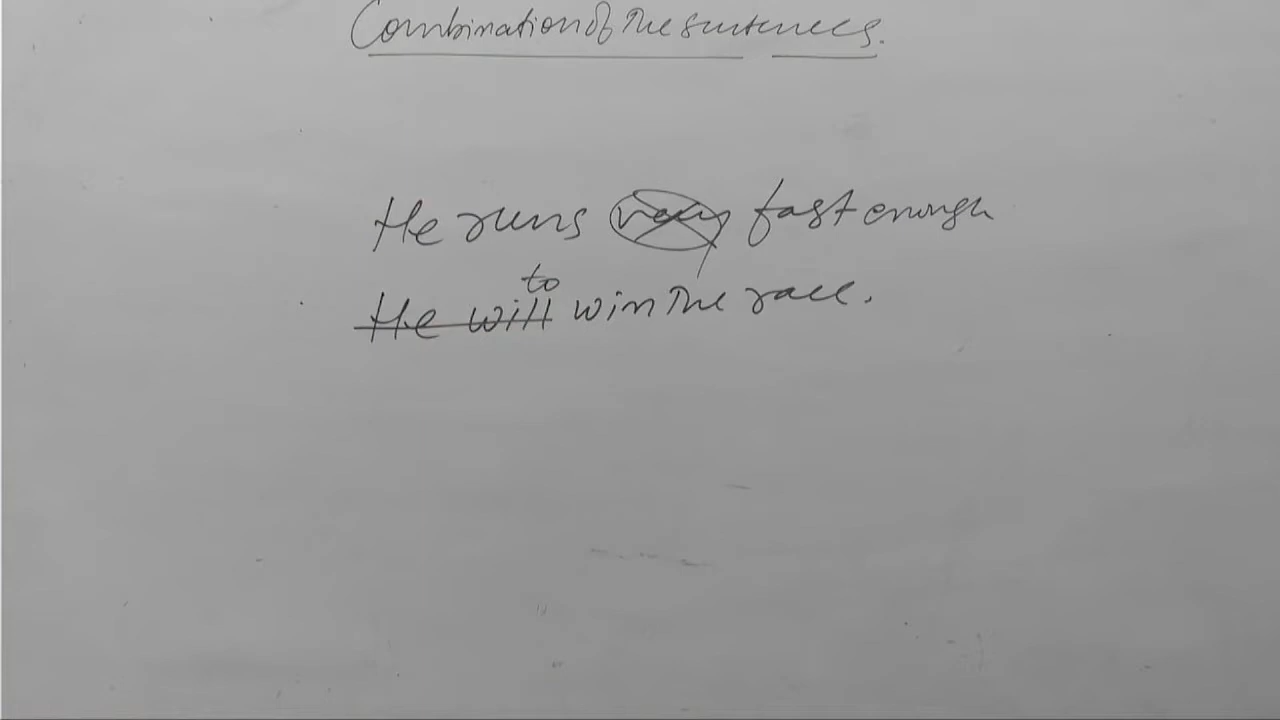 Combination of the sentences.
He runs very fast enough
to
He will win the race.